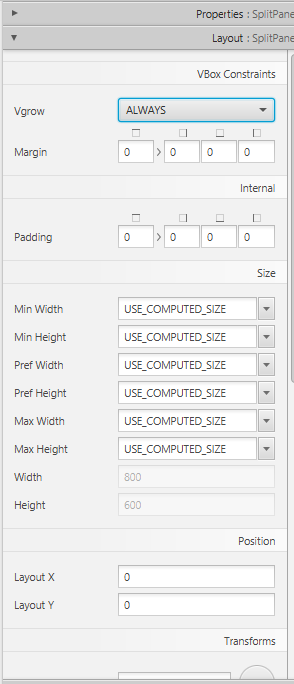 Properties : SplitPane
Layout : SplitPane
VBox Constraints
Vgrow ALWAYS
Margin 0 > 0 0 0
Internal
Padding 0 > 0 0 0
Size
Min Width USE_COMPUTED_SIZE
Min Height USE_COMPUTED_SIZE
Pref Width USE_COMPUTED_SIZE
Pref Height USE_COMPUTED_SIZE
Max Width USE_COMPUTED_SIZE
Max Height USE_COMPUTED_SIZE
Width 800
Height 600
Position
Layout X 0
Layout Y 0
Transforms